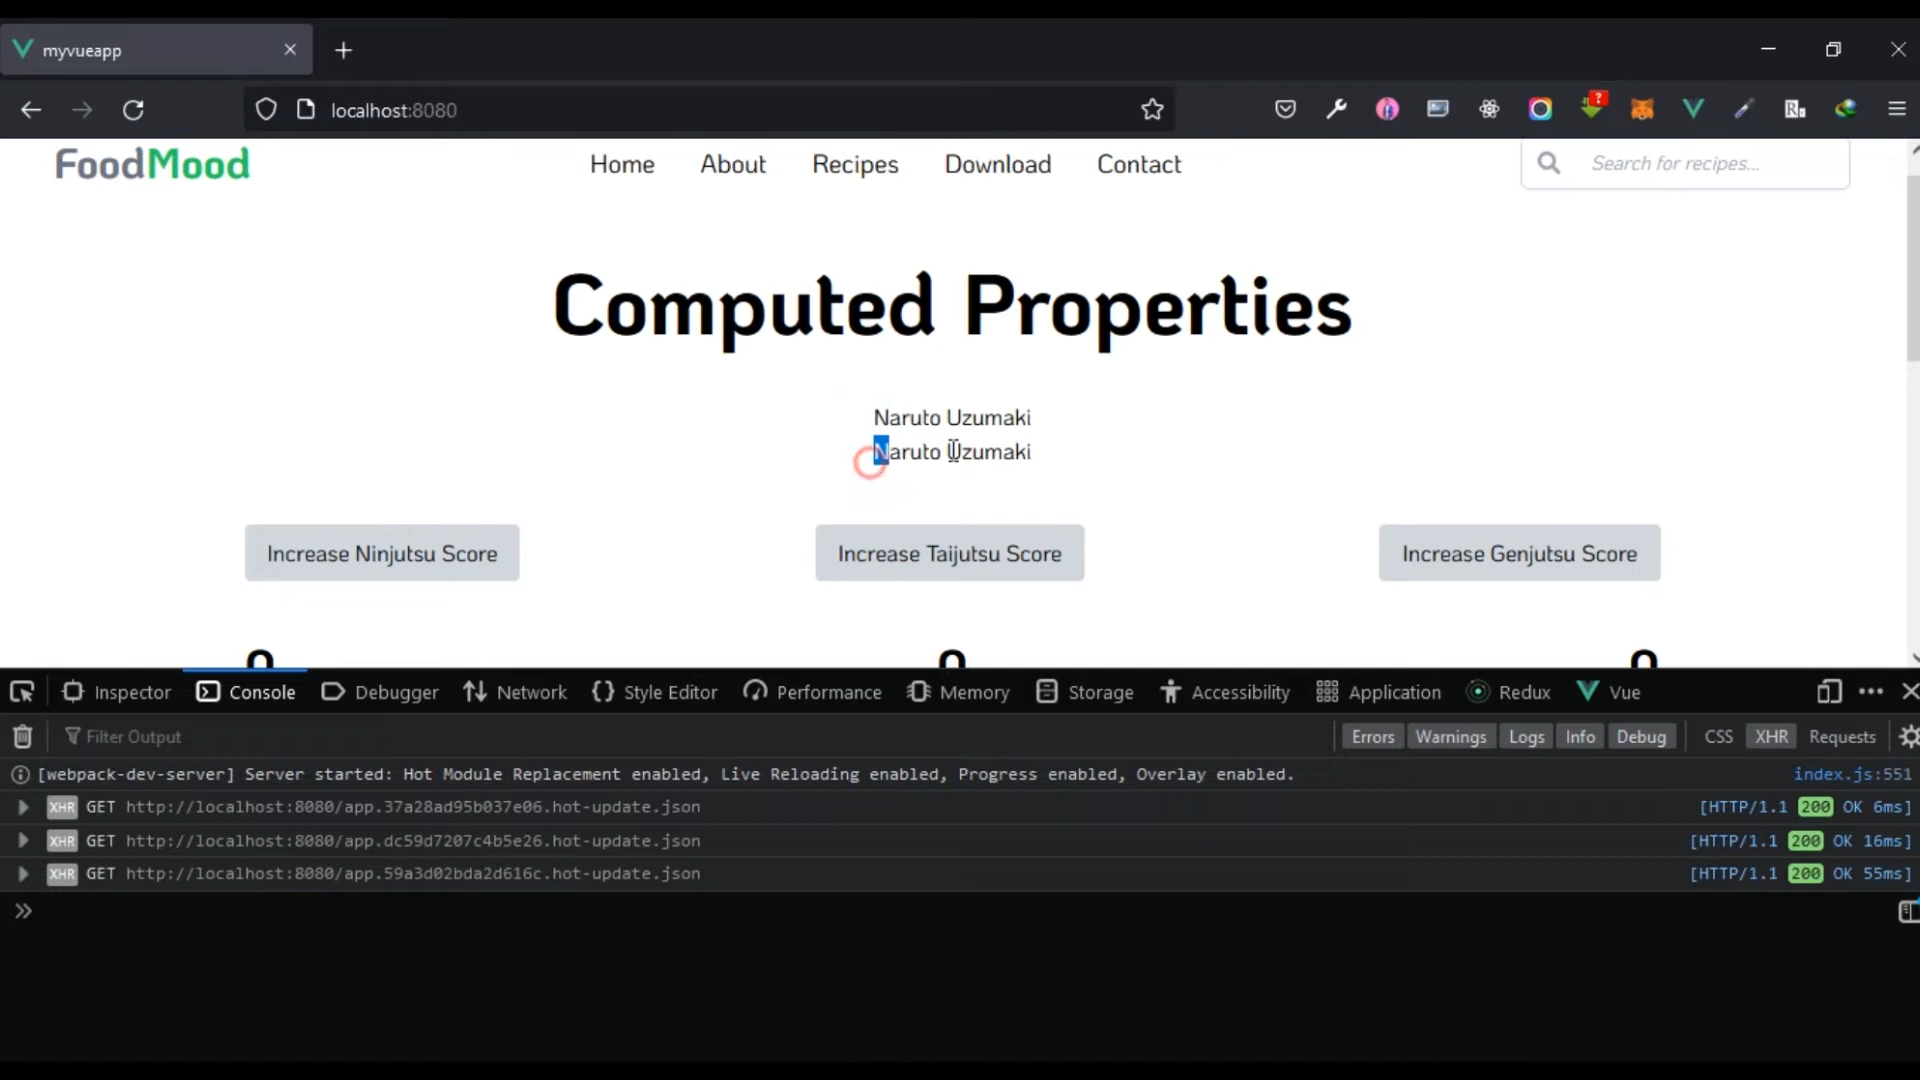 myvueapp
localhost:8080
FoodMood
Home
About
Recipes
Download
Contact
Search for recipes...
Computed Properties
Naruto Uzumaki
Naruto Uzumaki
Increase Ninjutsu Score
Increase Taijutsu Score
Increase Genjutsu Score
Inspector
Console
Debugger
Network
Style Editor
Performance
Memory
Storage
Accessibility
Application
Redux
Vue
Filter Output
Errors
Warnings
Logs
Info
Debug
CSS
XHR
Requests
[webpack-dev-server] Server started: Hot Module Replacement enabled, Live Reloading enabled, Progress enabled, Overlay enabled. index.js:551
XHR GET http://localhost:8080/app.37a28ad95b037e06.hot-update.json [HTTP/1.1 200 OK 6ms]
XHR GET http://localhost:8080/app.dc59d7207c4b5e26.hot-update.json [HTTP/1.1 200 OK 16ms]
XHR GET http://localhost:8080/app.59a3d02bda2d616c.hot-update.json [HTTP/1.1 200 OK 55ms]